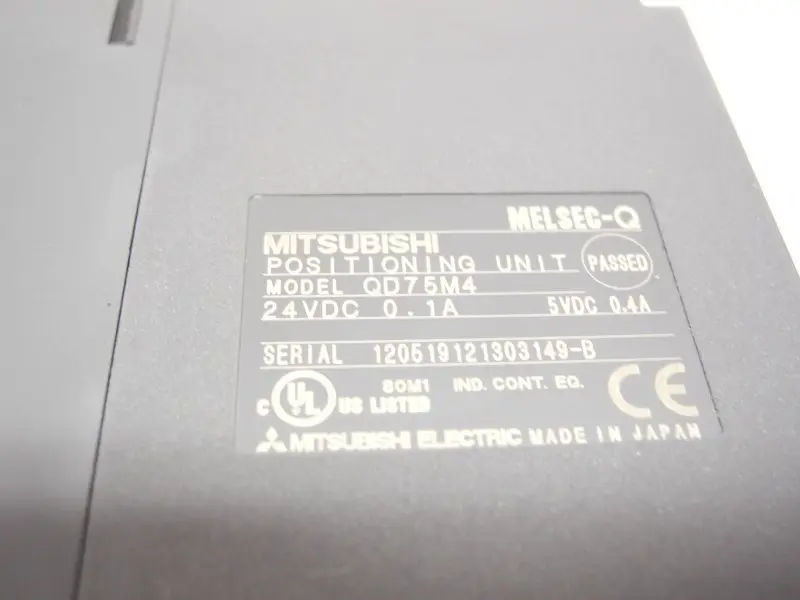 MELSEC-Q
MITSUBISHI
POSITIONING UNIT PASSED
MODEL QD75M4
24VDC 0.1A 5VDC 0.4A
SERIAL 120519121303149-B
C UL US LISTED 80M1 IND. CONT. EQ. CE
MITSUBISHI ELECTRIC MADE IN JAPAN